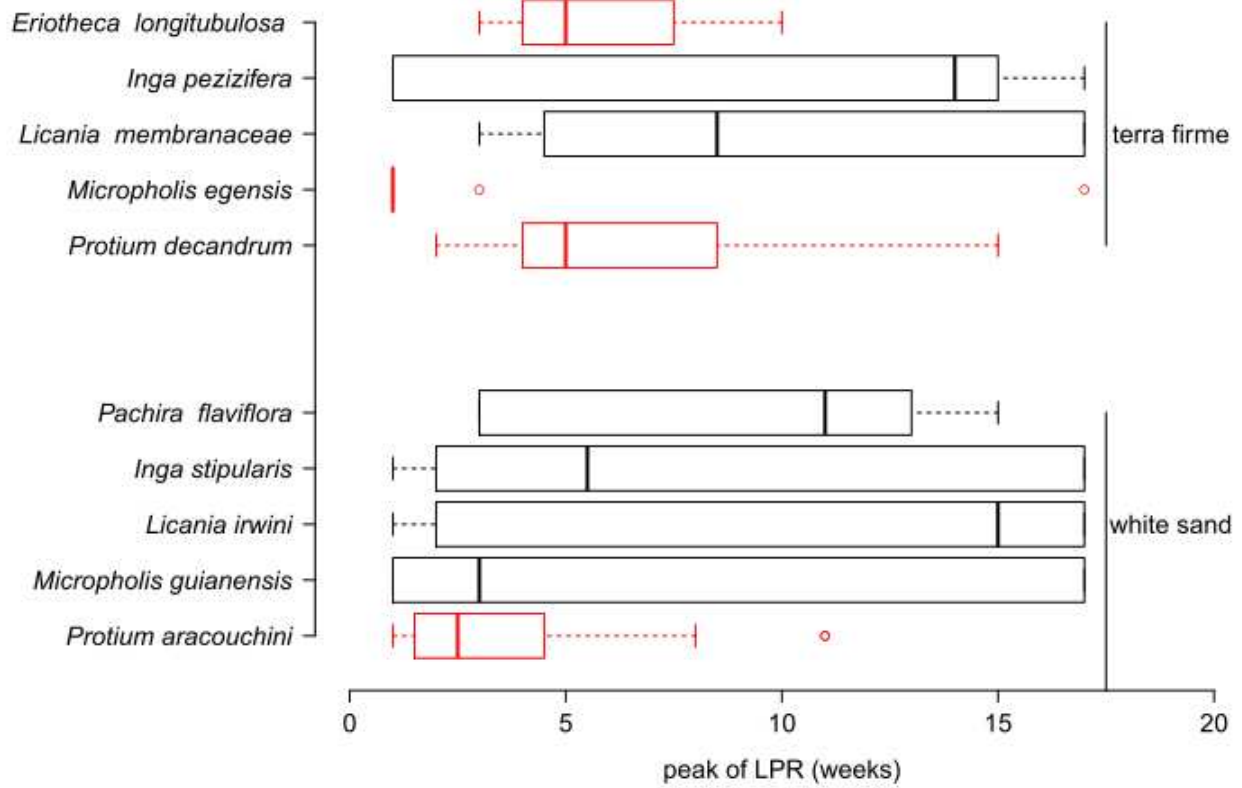 Eriotheca longitubulosa
Inga pezizifera
Licania membranaceae
terra firme
Micropholis egensis
Protium decandrum
Pachira flaviflora
Inga stipularis
Licania irwini
white sand
Micropholis guianensis
Protium aracouchini
0 5 10 15 20
peak of LPR (weeks)